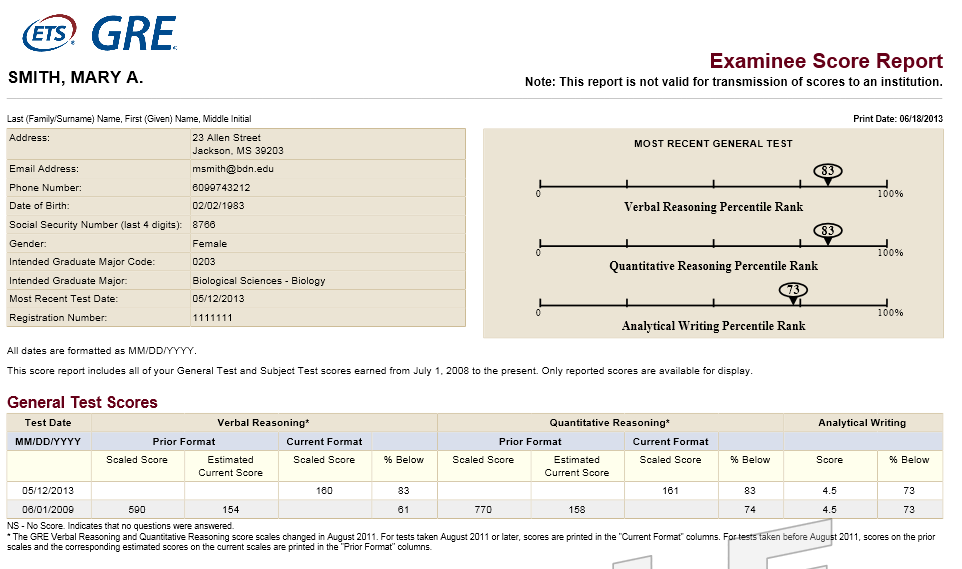 ETS GRE
SMITH, MARY A.
Examinee Score Report
Note: This report is not valid for transmission of scores to an institution.
Last (Family/Surname) Name, First (Given) Name, Middle Initial
Print Date: 06/18/2013
Address: 23 Allen Street
Jackson, MS 39203
Email Address: msmith@bdn.edu
Phone Number: 6099743212
Date of Birth: 02/02/1983
Social Security Number (last 4 digits): 8766
Gender: Female
Intended Graduate Major Code: 0203
Intended Graduate Major: Biological Sciences - Biology
Most Recent Test Date: 05/12/2013
Registration Number: 1111111
MOST RECENT GENERAL TEST
83
0 100%
Verbal Reasoning Percentile Rank
83
0 100%
Quantitative Reasoning Percentile Rank
73
0 100%
Analytical Writing Percentile Rank
All dates are formatted as MM/DD/YYYY.
This score report includes all of your General Test and Subject Test scores earned from July 1, 2008 to the present. Only reported scores are available for display.
General Test Scores
Test Date Verbal Reasoning* Quantitative Reasoning* Analytical Writing
MM/DD/YYYY Prior Format Current Format Prior Format Current Format
Scaled Score Estimated Current Score Scaled Score % Below Scaled Score Estimated Current Score Scaled Score % Below Score % Below
05/12/2013 160 83 161 83 4.5 73
06/01/2009 590 154 61 770 158 74 4.5 73
NS - No Score. Indicates that no questions were answered.
* The GRE Verbal Reasoning and Quantitative Reasoning score scales changed in August 2011. For tests taken August 2011 or later, scores are printed in the "Current Format" columns. For tests taken before August 2011, scores on the prior
scales and the corresponding estimated scores on the current scales are printed in the "Prior Format" columns.